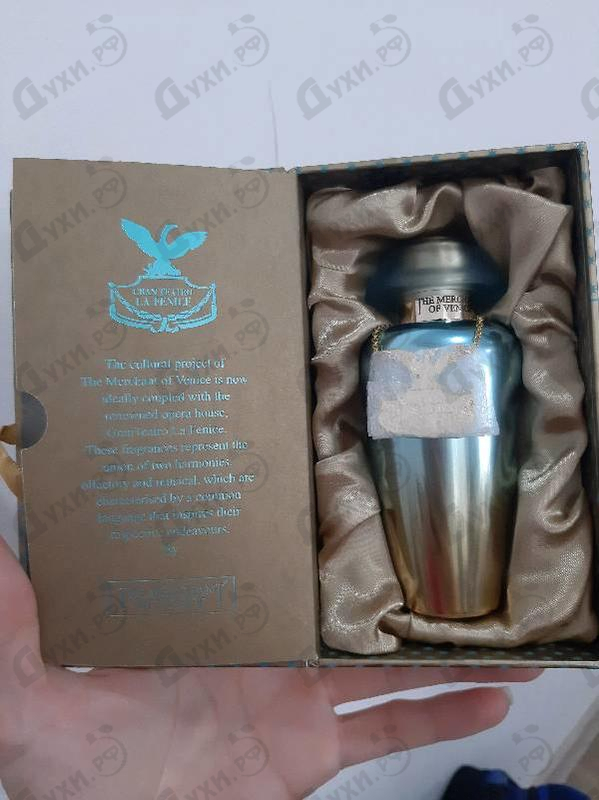 Духи.рф
GRAN TEATRO
LA FENICE
The cultural project of
The Merchant of Venice is now
ideally coupled with the
renowned opera house,
Gran Teatro La Fenice.
These fragrances represent the
union of two harmonies,
olfactory and musical, which are
characterised by a common
language that inspires their
respective endeavours.
THE MERCHANT
OF VENICE